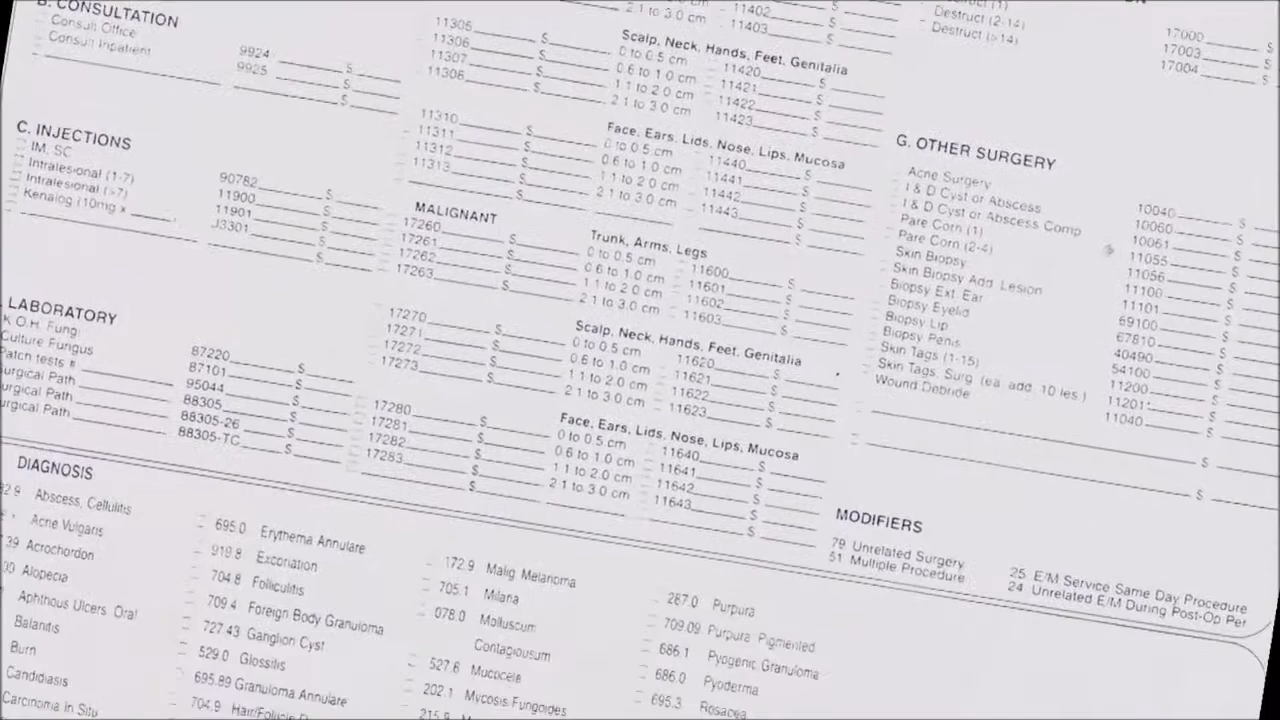 B. CONSULTATION
Consult Office 9924 $
Consult Inpatient 9925 $
$
C. INJECTIONS
IM, SC 90782 $
Intralesional (1-7) 11900 $
Intralesional (>7) 11901 $
Kenalog (10mg x ____, J3301 $
$
LABORATORY
K.O.H. Fungi 87220 $
Culture Fungus 87101 $
Patch tests # 95044 $
urgical Path 88305 $
urgical Path 88305-26 $
urgical Path 88305-TC $
11305 $
11306 $
11307 $
11308 $
$
11310 $
11311 $
11312 $
11313 $
$
MALIGNANT
17260 $
17261 $
17262 $
17263 $
17270 $
17271 $
17272 $
17273 $
17280 $
17281 $
17282 $
17283 $
$
2.1 to 3.0 cm 11402 $
11403 $
Scalp, Neck, Hands, Feet, Genitalia
0 to 0.5 cm 11420 $
0.6 to 1.0 cm 11421 $
1.1 to 2.0 cm 11422 $
2.1 to 3.0 cm 11423 $
Face, Ears, Lids, Nose, Lips, Mucosa
0 to 0.5 cm 11440 $
0.6 to 1.0 cm 11441 $
1.1 to 2.0 cm 11442 $
2.1 to 3.0 cm 11443 $
$
Trunk, Arms, Legs
0 to 0.5 cm 11600 $
0.6 to 1.0 cm 11601 $
1.1 to 2.0 cm 11602 $
2.1 to 3.0 cm 11603 $
Scalp, Neck, Hands, Feet, Genitalia
0 to 0.5 cm 11620 $
0.6 to 1.0 cm 11621 $
1.1 to 2.0 cm 11622 $
2.1 to 3.0 cm 11623 $
Face, Ears, Lids, Nose, Lips, Mucosa
0 to 0.5 cm 11640 $
0.6 to 1.0 cm 11641 $
1.1 to 2.0 cm 11642 $
2.1 to 3.0 cm 11643 $
$
Destruct (1) 17000 $
Destruct (2-14) 17003 $
Destruct (>14) 17004 $
G. OTHER SURGERY
Acne Surgery 10040 $
I & D Cyst or Abscess 10060 $
I & D Cyst or Abscess Comp 10061 $
Pare Corn (1) 11055 $
Pare Corn (2-4) 11056 $
Skin Biopsy 11100 $
Skin Biopsy Add. Lesion 11101 $
Biopsy Ext. Ear 69100 $
Biopsy Eyelid 67810 $
Biopsy Lip 40490 $
Biopsy Penis 54100 $
Skin Tags (1-15) 11200 $
Skin Tags, Surg (ea. add. 10 les.) 11201 $
Wound Debride 11040 $
$
$
MODIFIERS
79 Unrelated Surgery
51 Multiple Procedure
25 E/M Service Same Day Procedure
24 Unrelated E/M During Post-Op Per
DIAGNOSIS
82.9 Abscess, Cellulitis
Acne Vulgaris
39 Acrochordon
00 Alopecia
Aphthous Ulcers, Oral
Balanitis
Burn
Candidiasis
Carcinoma In Situ
695.0 Erythema Annulare
919.8 Excoriation
704.8 Folliculitis
709.4 Foreign Body Granuloma
727.43 Ganglion Cyst
529.0 Glossitis
695.89 Granuloma Annulare
704.9 Hair/Follicle
172.9 Malig Melanoma
705.1 Milaria
078.0 Molluscum
Contagiousum
527.6 Mucocele
202.1 Mycosis Fungoides
215.9
287.0 Purpura
709.09 Purpura Pigmented
686.1 Pyogenic Granuloma
686.0 Pyoderma
695.3 Rosacea